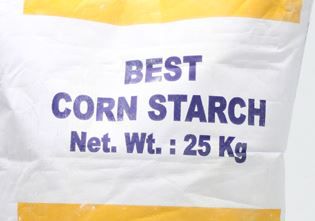 BEST
CORN STARCH
Net. Wt. : 25 Kg